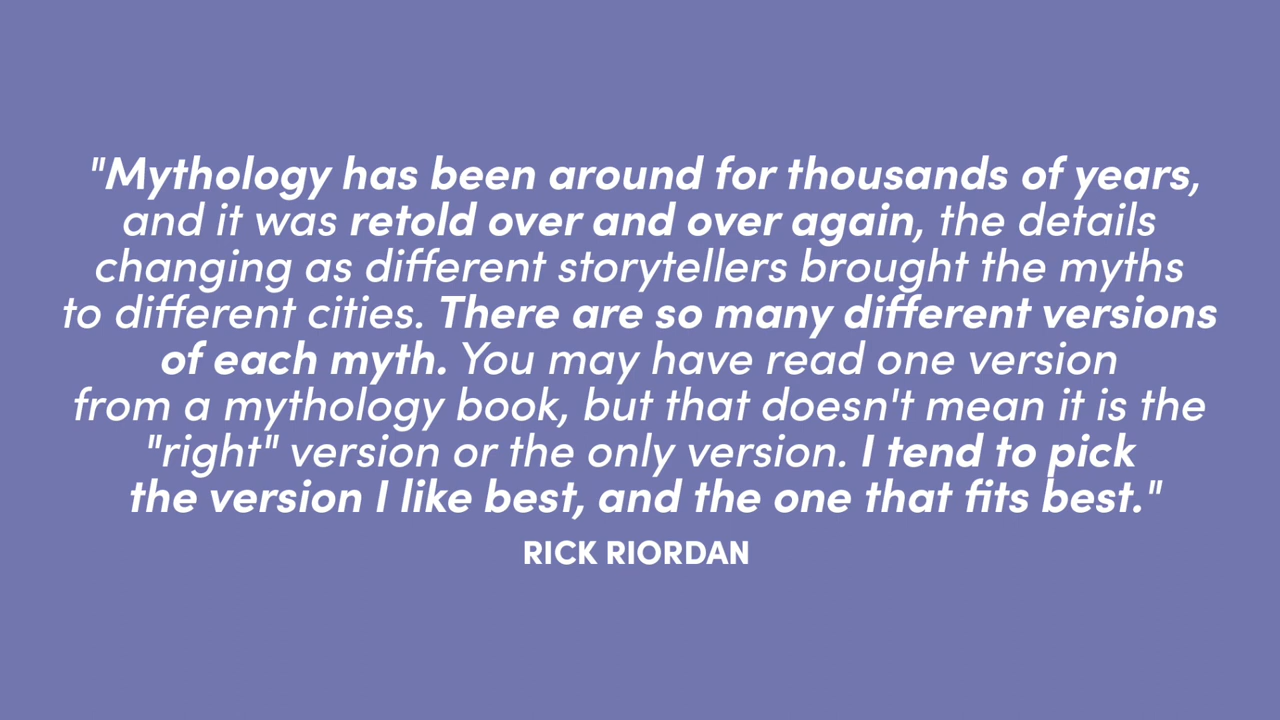 "Mythology has been around for thousands of years,
and it was retold over and over again, the details
changing as different storytellers brought the myths
to different cities. There are so many different versions
of each myth. You may have read one version
from a mythology book, but that doesn't mean it is the
"right" version or the only version. I tend to pick
the version I like best, and the one that fits best."
RICK RIORDAN